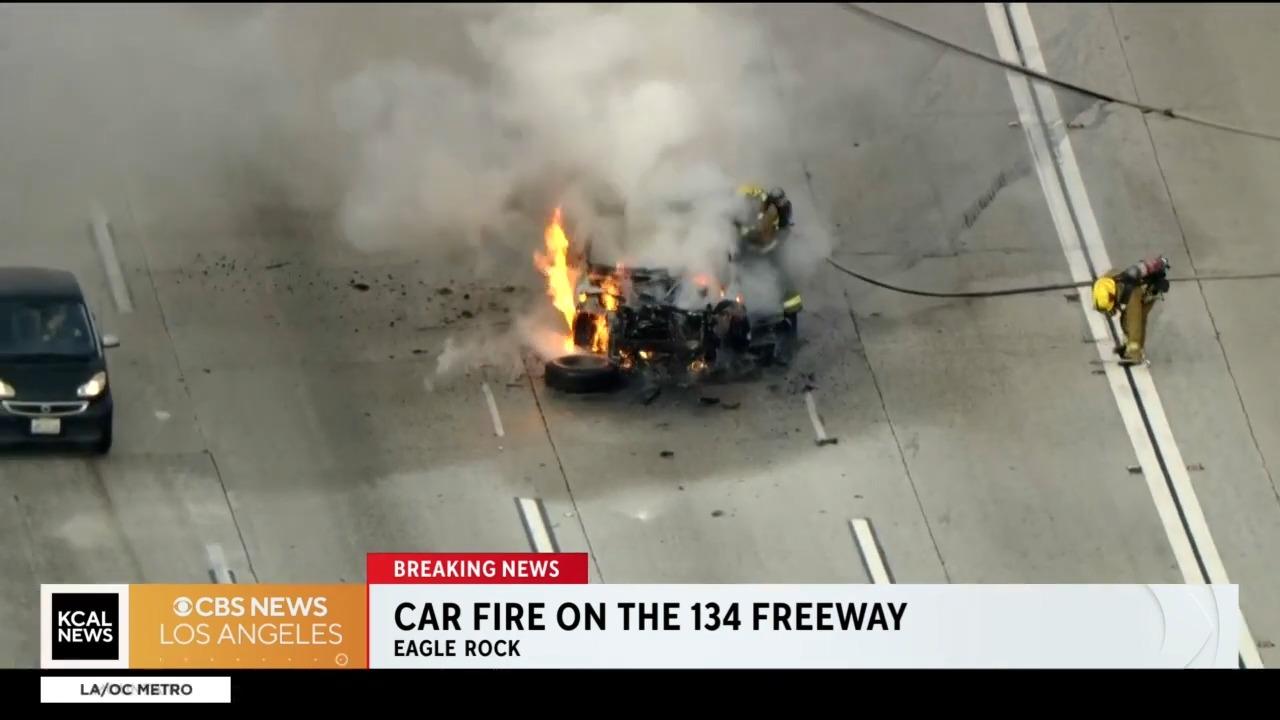 BREAKING NEWS
KCAL
NEWS
CBS NEWS
LOS ANGELES
CAR FIRE ON THE 134 FREEWAY
EAGLE ROCK
LA/OC METRO